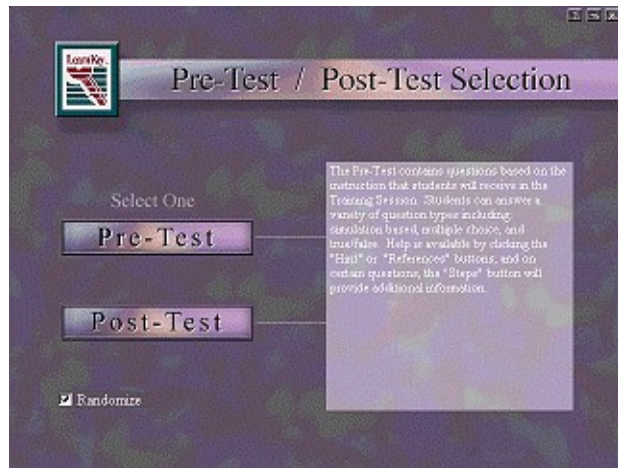 LearnKey
Pre-Test / Post-Test Selection
Select One
Pre-Test
Post-Test
Randomize
The Pre-Test contains questions based on the
instruction that students will receive in the
Training Session. Students can answer a
variety of question types including:
simulation based, multiple choice, and
true/false. Help is available by clicking the
"Hint" or "References" buttons, and on
certain questions, the "Steps" button will
provide additional information.